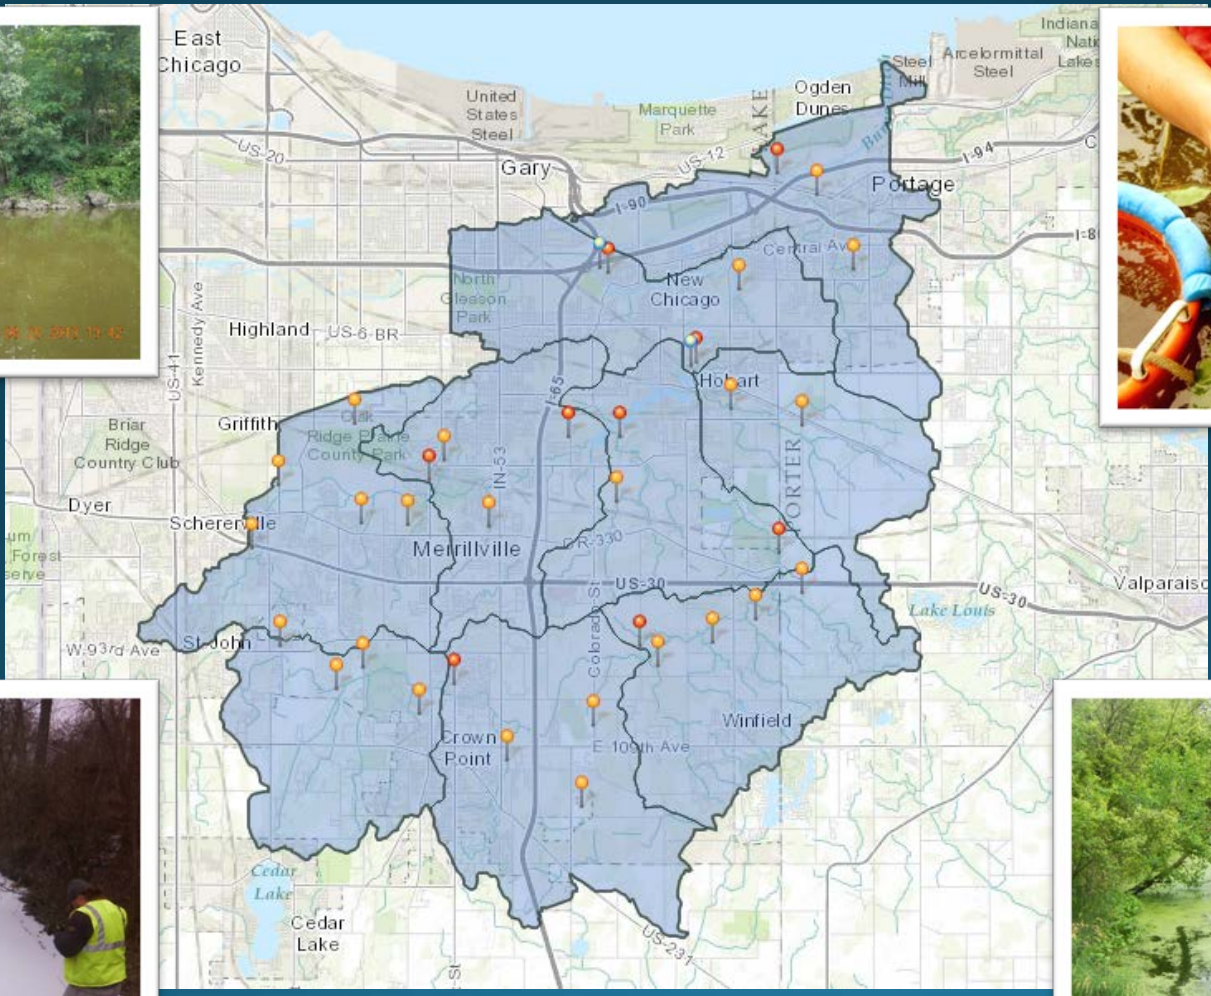 East
Chicago
Indiana
United
States
Steel
Marquette
Park
LAKE
Ogden
Dunes
Steel
Mill
Arcelormittal
Steel
US-20
US-12
Gary
I-94
Portage
I-90
Central Av
North
Gleason
Park
New
Chicago
Kennedy Ave
US-41
Highland
US-6-BR
I-65
Hobart
Griffith
Oak
Ridge Prairie
County Park
Briar
Ridge
Country Club
IN-53
PORTER
Dyer
Schererville
Forest
Merrillville
CR-330
US-30
US-30
Valparaiso
Lake Louis
W 93rd Ave
St John
Colorado St
Winfield
Crown
Point
E 109th Ave
Cedar
Lake
Cedar
Lake
US-231
St